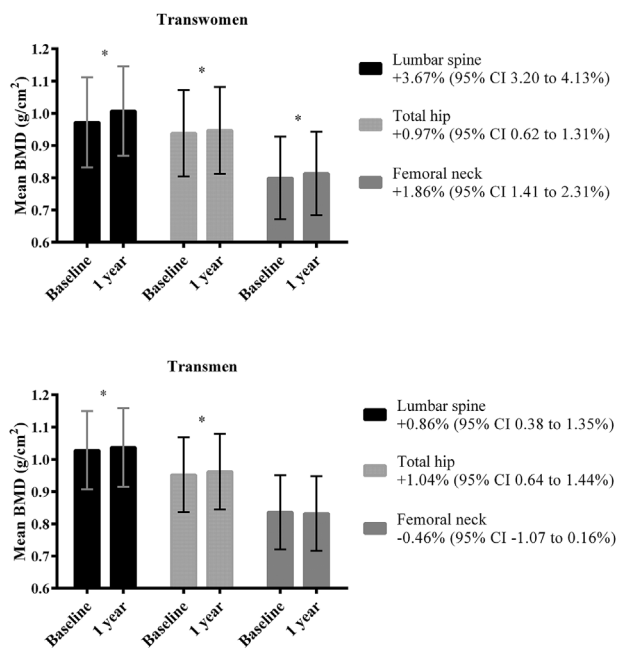 Transwomen
Mean BMD (g/cm²)
1.2
1.1
1.0
0.9
0.8
0.7
0.6
*
*
*
Baseline
1 year
Baseline
1 year
Baseline
1 year
Lumbar spine
+3.67% (95% CI 3.20 to 4.13%)
Total hip
+0.97% (95% CI 0.62 to 1.31%)
Femoral neck
+1.86% (95% CI 1.41 to 2.31%)
Transmen
Mean BMD (g/cm²)
1.2
1.1
1.0
0.9
0.8
0.7
0.6
*
*
Baseline
1 year
Baseline
1 year
Baseline
1 year
Lumbar spine
+0.86% (95% CI 0.38 to 1.35%)
Total hip
+1.04% (95% CI 0.64 to 1.44%)
Femoral neck
-0.46% (95% CI -1.07 to 0.16%)